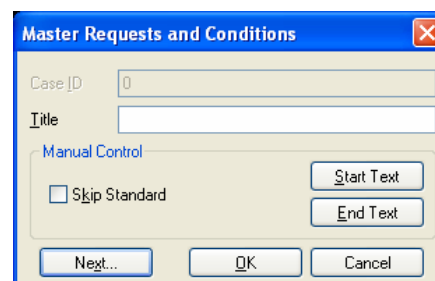 Master Requests and Conditions
Case ID 0
Title
Manual Control
Skip Standard
Start Text
End Text
Next... OK Cancel